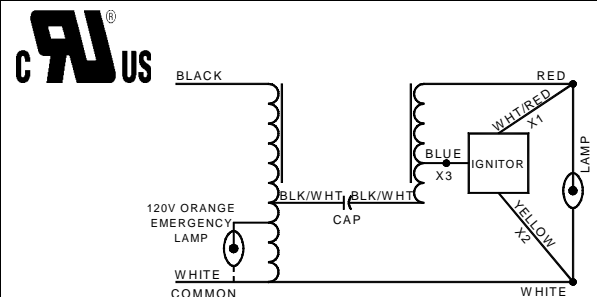 ®
C RU US
BLACK
RED
WHT/RED
X1
BLUE
X3
IGNITOR
LAMP
BLK/WHT
BLK/WHT
CAP
120V ORANGE
EMERGENCY
LAMP
YELLOW
X2
WHITE
COMMON
WHITE